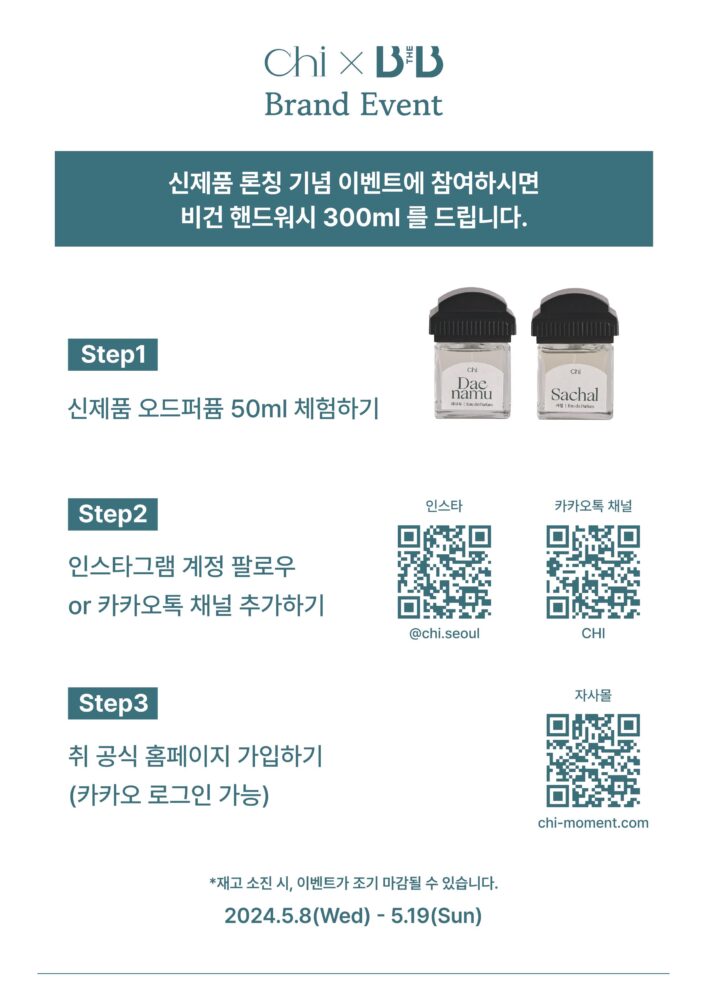 Chi × B THE B
Brand Event
신제품 론칭 기념 이벤트에 참여하시면
비건 핸드워시 300ml 를 드립니다.
Step1
신제품 오드퍼퓸 50ml 체험하기
Chi
Dae
namu
대나무 | Eau de Parfum
Chi
Sachal
사찰 | Eau de Parfum
Step2
인스타그램 계정 팔로우
or 카카오톡 채널 추가하기
인스타
@chi.seoul
카카오톡 채널
CHI
Step3
취 공식 홈페이지 가입하기
(카카오 로그인 가능)
자사몰
chi-moment.com
*재고 소진 시, 이벤트가 조기 마감될 수 있습니다.
2024.5.8(Wed) - 5.19(Sun)